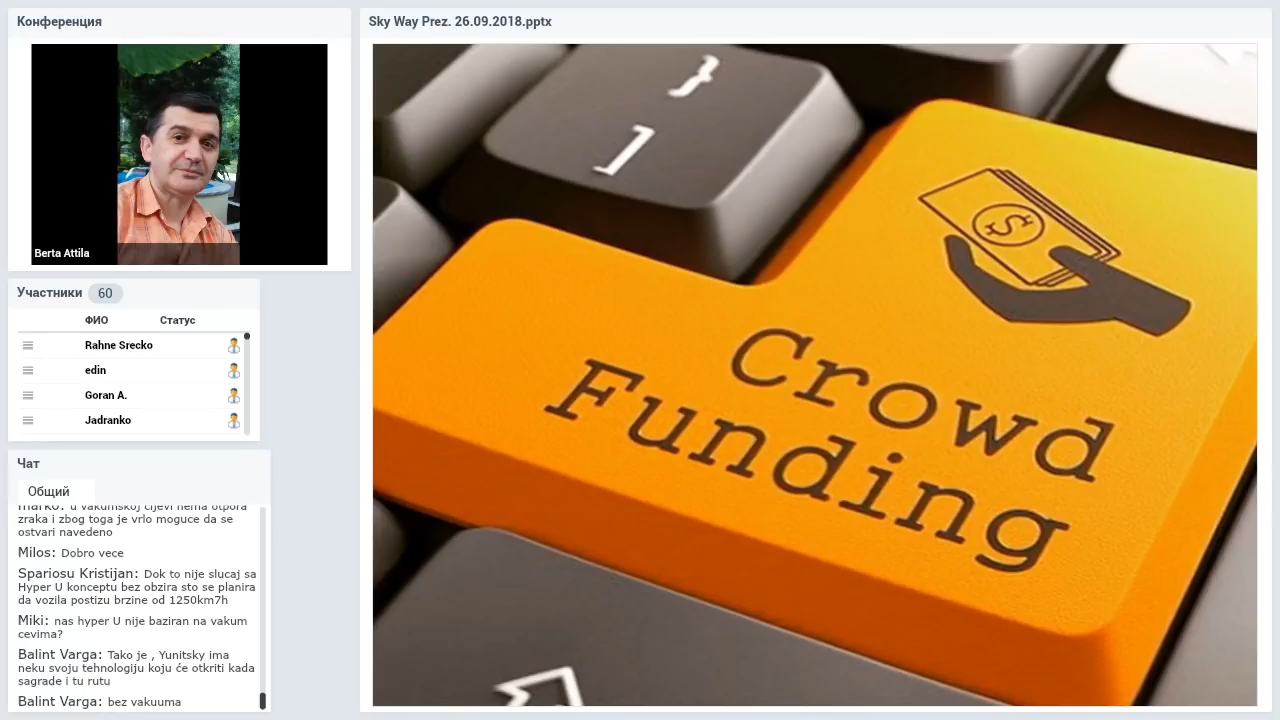 Конференция
Berta Attila
Участники 60
ФИО Статус
Rahne Srecko
edin
Goran A.
Jadranko
Чат
Общий
marko: u vakumskoj cijevi nema otpora
zraka i zbog toga je vrlo moguce da se
ostvari navedeno
Milos: Dobro vece
Spariosu Kristijan: Dok to nije slucaj sa
Hyper U konceptu bez obzira sto se planira
da vozila postizu brzine od 1250km7h
Miki: nas hyper U nije baziran na vakum
cevima?
Balint Varga: Tako je , Yunitsky ima
neku svoju tehnologiju koju će otkriti kada
sagrade i tu rutu
Balint Varga: bez vakuuma
Sky Way Prez. 26.09.2018.pptx
}
]
$
Crowd
Funding